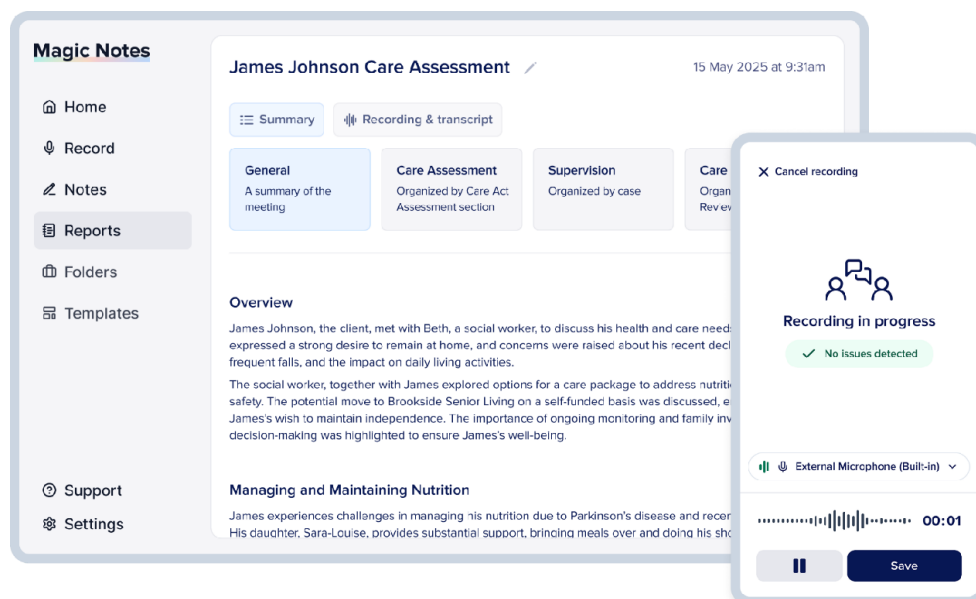 Magic Notes
Home
Record
Notes
Reports
Folders
Templates
Support
Settings
James Johnson Care Assessment
15 May 2025 at 9:31am
Summary
Recording & transcript
General
A summary of the
meeting
Care Assessment
Organized by Care Act
Assessment section
Supervision
Organized by case
Care
Organ
Review
Overview
James Johnson, the client, met with Beth, a social worker, to discuss his health and care need
expressed a strong desire to remain at home, and concerns were raised about his recent decl
frequent falls, and the impact on daily living activities.
The social worker, together with James explored options for a care package to address nutriti
safety. The potential move to Brookside Senior Living on a self-funded basis was discussed, e
James's wish to maintain independence. The importance of ongoing monitoring and family inv
decision-making was highlighted to ensure James's well-being.
Managing and Maintaining Nutrition
James experiences challenges in managing his nutrition due to Parkinson's disease and recen
His daughter, Sara-Louise, provides substantial support, bringing meals over and doing his sho
Cancel recording
Recording in progress
No issues detected
External Microphone (Built-in)
00:01
Save